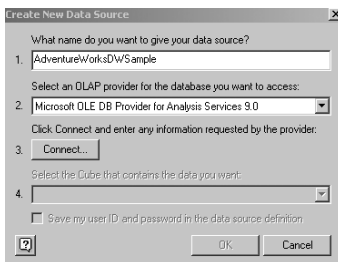 Create New Data Source
What name do you want to give your data source?
1. AdventureWorksDWSample
Select an OLAP provider for the database you want to access:
2. Microsoft OLE DB Provider for Analysis Services 9.0
Click Connect and enter any information requested by the provider:
3. Connect...
Select the Cube that contains the data you want:
4.
Save my user ID and password in the data source definition
OK Cancel